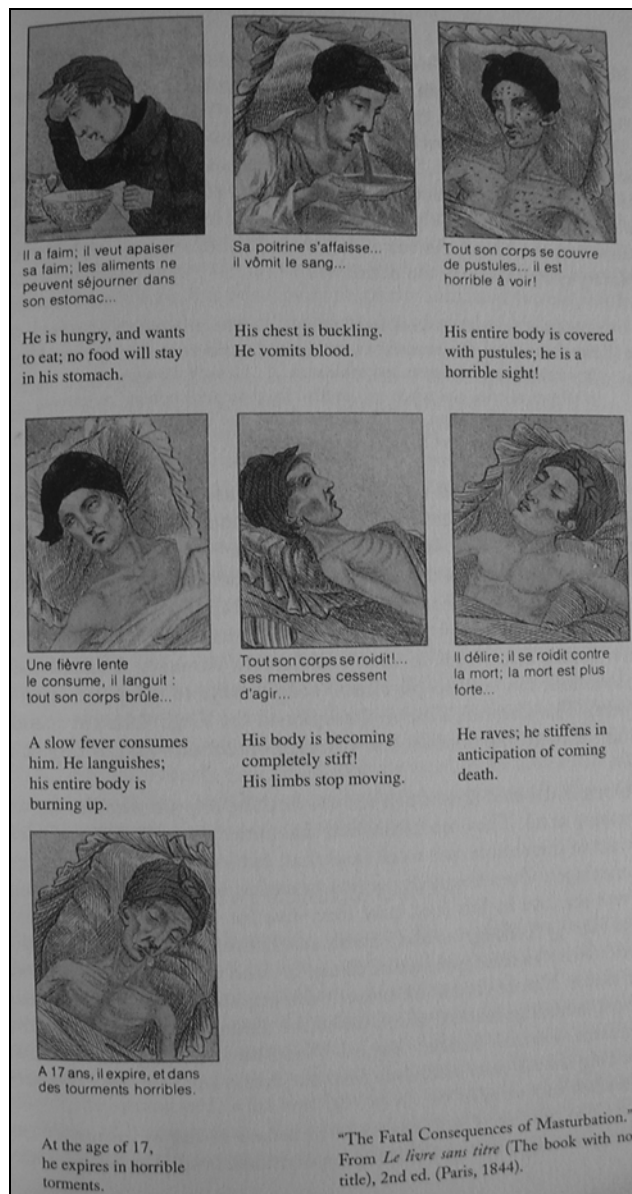 Il a faim; il veut apaiser
sa faim; les aliments ne
peuvent séjourner dans
son estomac...
He is hungry, and wants
to eat; no food will stay
in his stomach.
Sa poitrine s'affaisse...
il vômit le sang...
His chest is buckling.
He vomits blood.
Tout son corps se couvre
de pustules... il est
horrible à voir!
His entire body is covered
with pustules; he is a
horrible sight!
Une fièvre lente
le consume, il languit :
tout son corps brûle...
A slow fever consumes
him. He languishes;
his entire body is
burning up.
Tout son corps se roidit!...
ses membres cessent
d'agir...
His body is becoming
completely stiff!
His limbs stop moving.
Il délire; il se roidit contre
la mort; la mort est plus
forte...
He raves; he stiffens in
anticipation of coming
death.
A 17 ans, il expire, et dans
des tourments horribles.
At the age of 17,
he expires in horrible
torments.
"The Fatal Consequences of Masturbation."
From Le livre sans titre (The book with no
title), 2nd ed. (Paris, 1844).